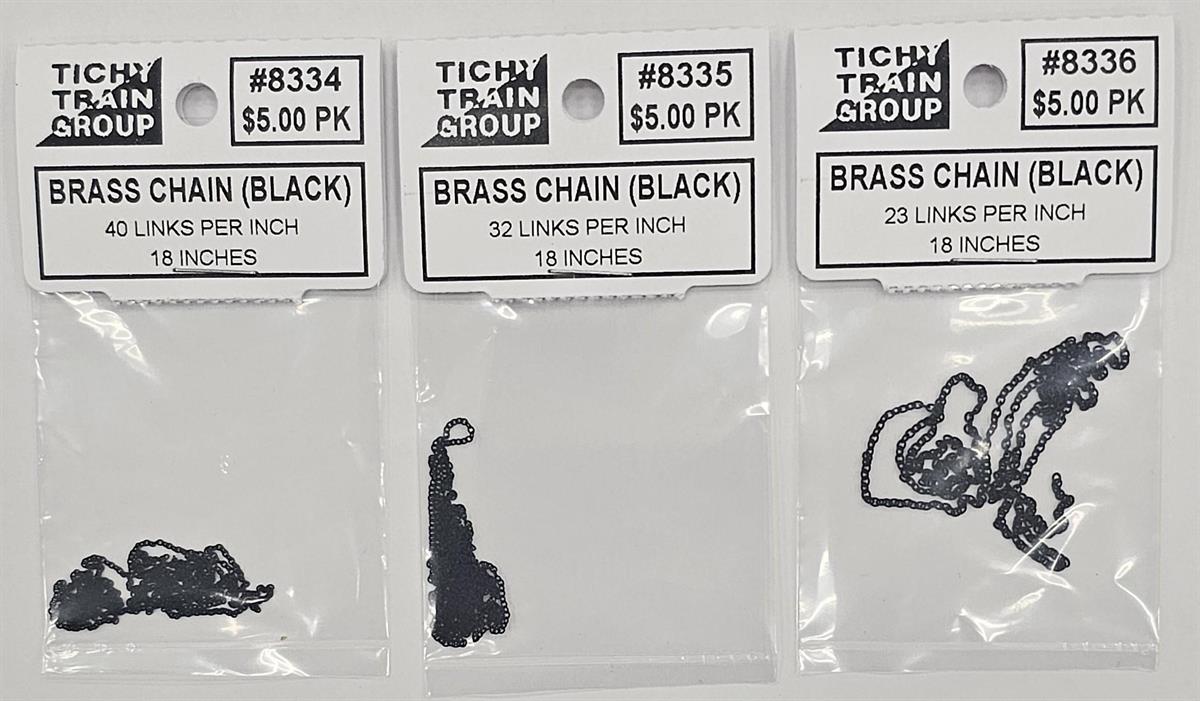 TICHY
TRAIN
GROUP
#8334
$5.00 PK
BRASS CHAIN (BLACK)
40 LINKS PER INCH
18 INCHES
TICHY
TRAIN
GROUP
#8335
$5.00 PK
BRASS CHAIN (BLACK)
32 LINKS PER INCH
18 INCHES
TICHY
TRAIN
GROUP
#8336
$5.00 PK
BRASS CHAIN (BLACK)
23 LINKS PER INCH
18 INCHES